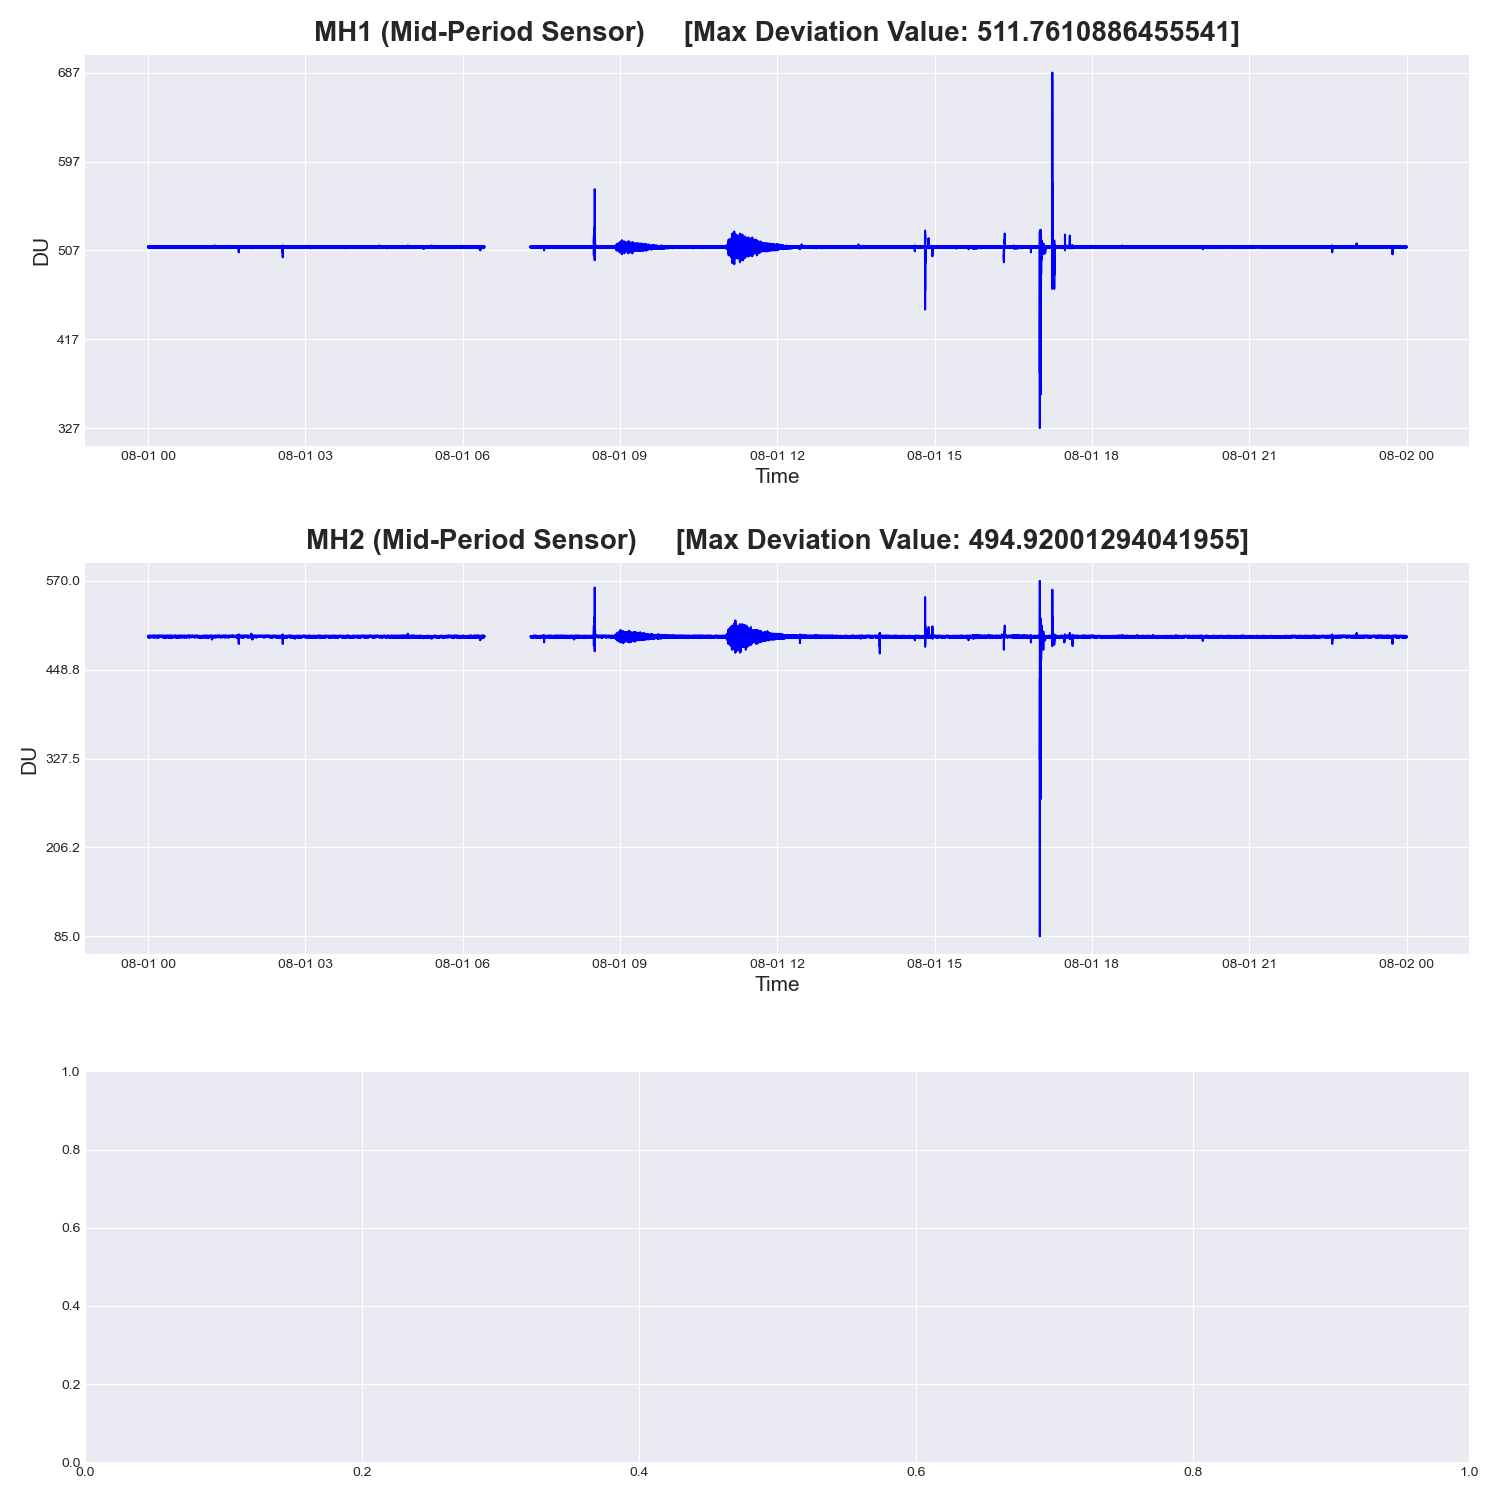 MH1 (Mid-Period Sensor) [Max Deviation Value: 511.7610886455541]
687
597
507
417
327
DU
08-01 00 08-01 03 08-01 06 08-01 09 08-01 12 08-01 15 08-01 18 08-01 21 08-02 00
Time
MH2 (Mid-Period Sensor) [Max Deviation Value: 494.92001294041955]
570.0
448.8
327.5
206.2
85.0
DU
08-01 00 08-01 03 08-01 06 08-01 09 08-01 12 08-01 15 08-01 18 08-01 21 08-02 00
Time
1.0
0.8
0.6
0.4
0.2
0.0
0.0 0.2 0.4 0.6 0.8 1.0